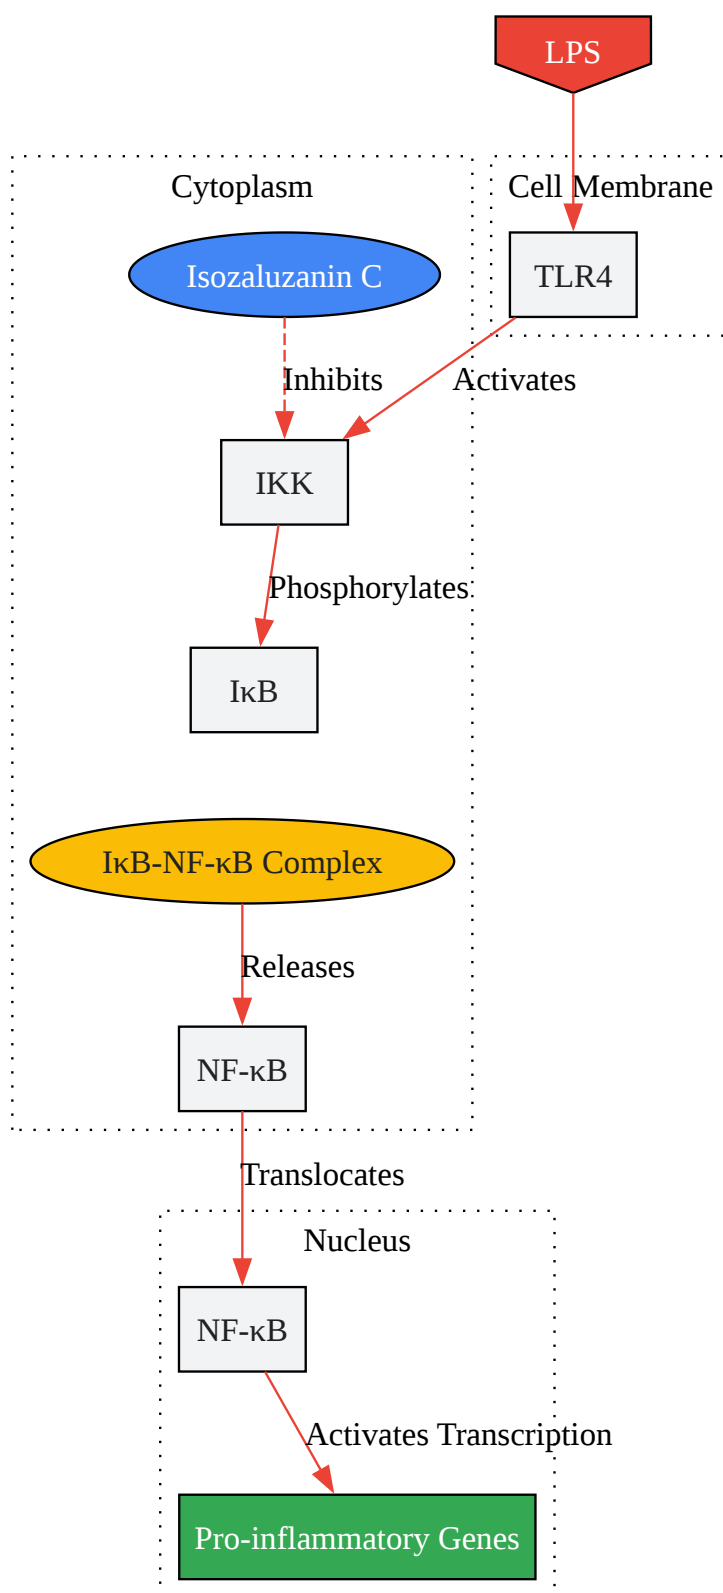 LPS
Cytoplasm
Cell Membrane
Isozaluzanin C
TLR4
Inhibits
Activates
IKK
Phosphorylates
IκB
IκB-NF-κB Complex
Releases
NF-κB
Translocates
Nucleus
NF-κB
Activates Transcription
Pro-inflammatory Genes